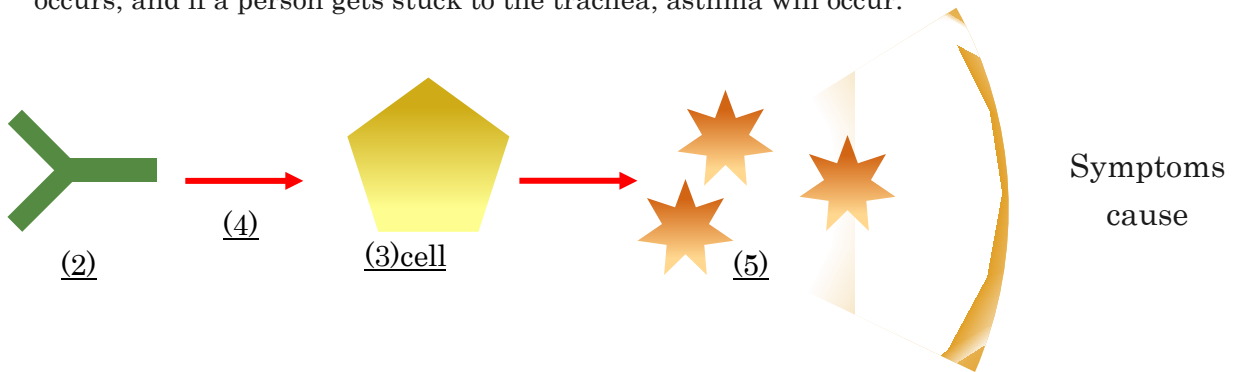 occurs, and if a person gets stuck to the trachea, asthma will occur.
Symptoms
cause
(4)
(3)cell
(2)
(5)